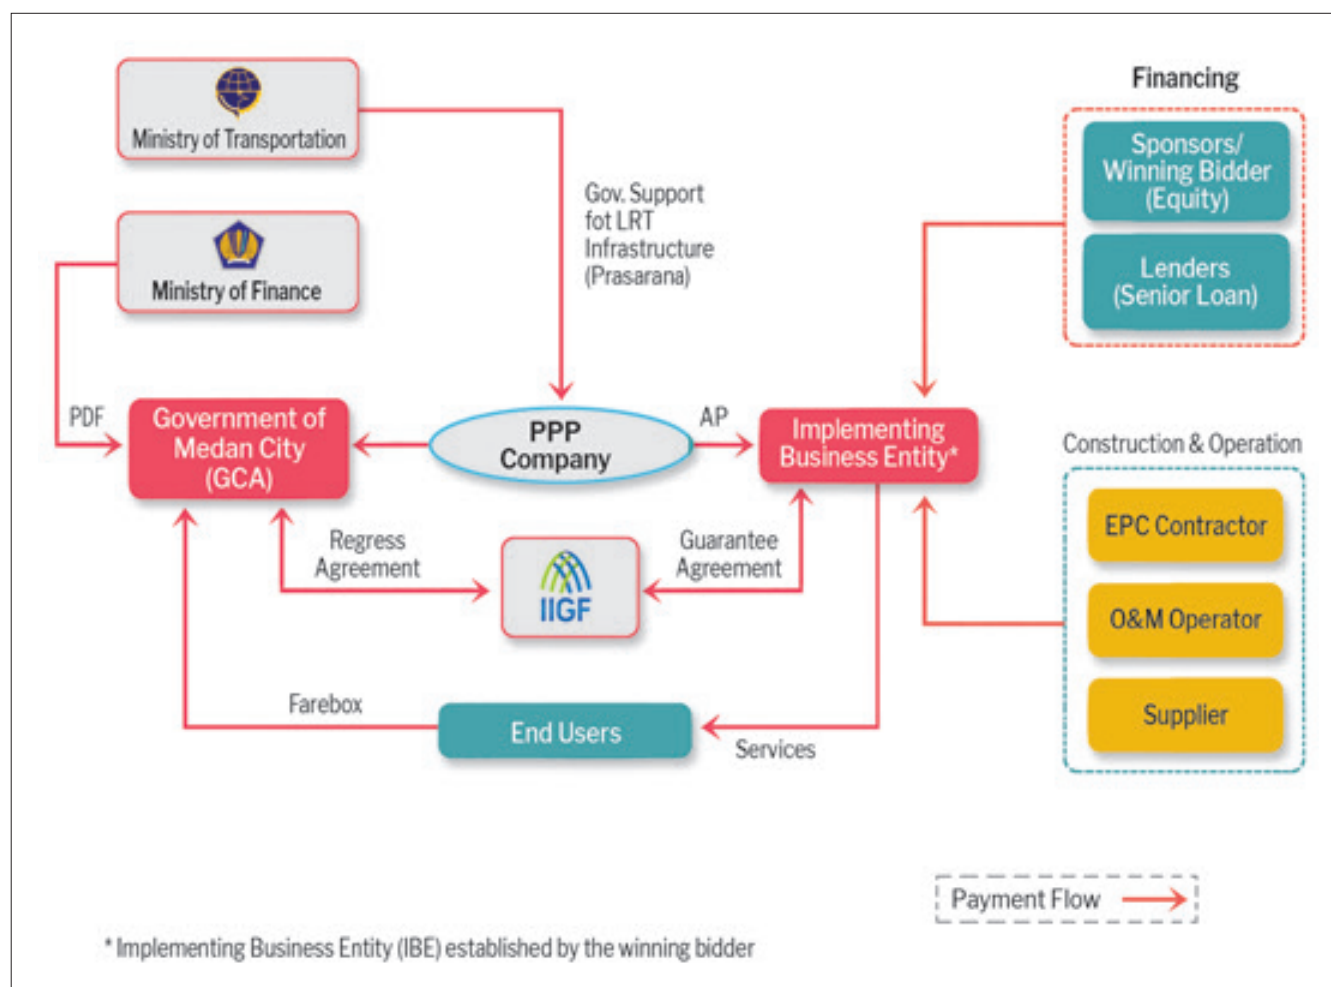 Ministry of Transportation
Ministry of Finance
Gov. Support
fot LRT
Infrastructure
(Prasarana)
Financing
Sponsors/
Winning Bidder
(Equity)
Lenders
(Senior Loan)
PDF
Government of
Medan City
(GCA)
PPP
Company
AP
Implementing
Business Entity*
Construction & Operation
EPC Contractor
O&M Operator
Supplier
Regress
Agreement
IIGF
Guarantee
Agreement
Farebox
End Users
Services
Payment Flow
* Implementing Business Entity (IBE) established by the winning bidder